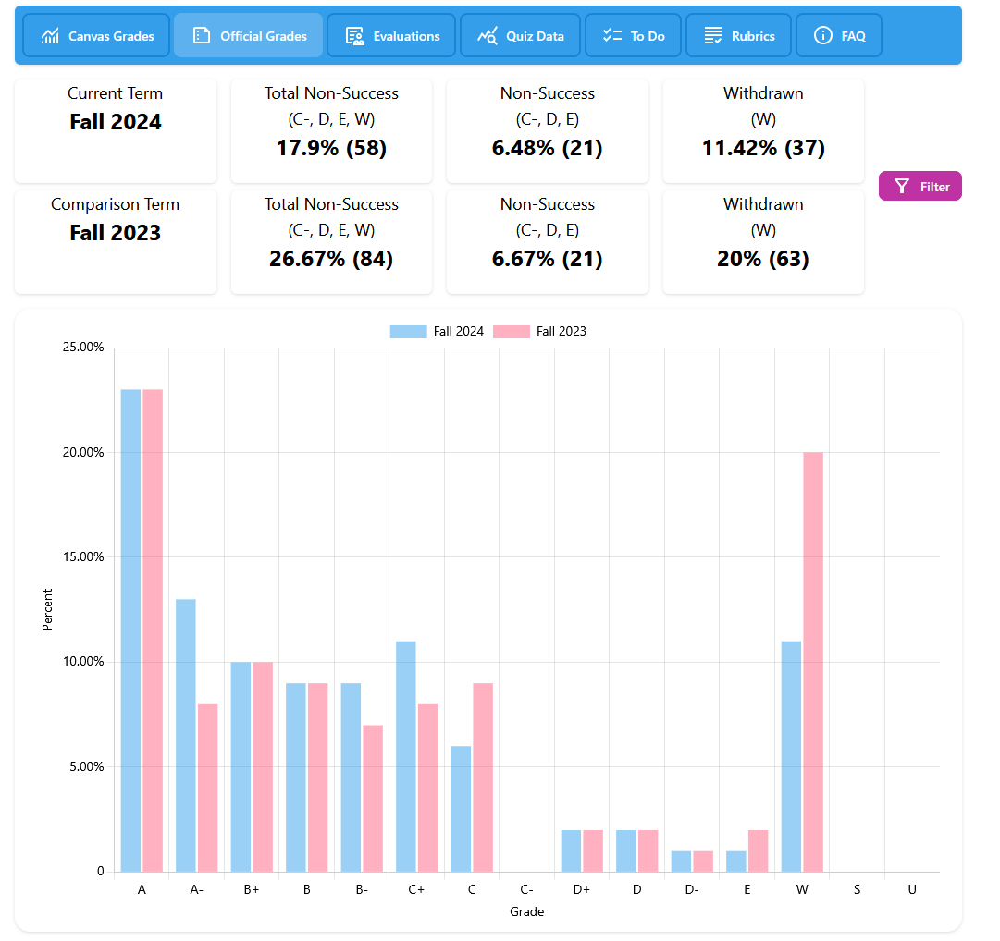 Canvas Grades
Official Grades
Evaluations
Quiz Data
To Do
Rubrics
FAQ
Current Term
Fall 2024
Total Non-Success
(C-, D, E, W)
17.9% (58)
Non-Success
(C-, D, E)
6.48% (21)
Withdrawn
(W)
11.42% (37)
Filter
Comparison Term
Fall 2023
Total Non-Success
(C-, D, E, W)
26.67% (84)
Non-Success
(C-, D, E)
6.67% (21)
Withdrawn
(W)
20% (63)
Fall 2024 Fall 2023
25.00%
20.00%
15.00%
10.00%
5.00%
0
Percent
A A- B+ B B- C+ C C- D+ D D- E W S U
Grade